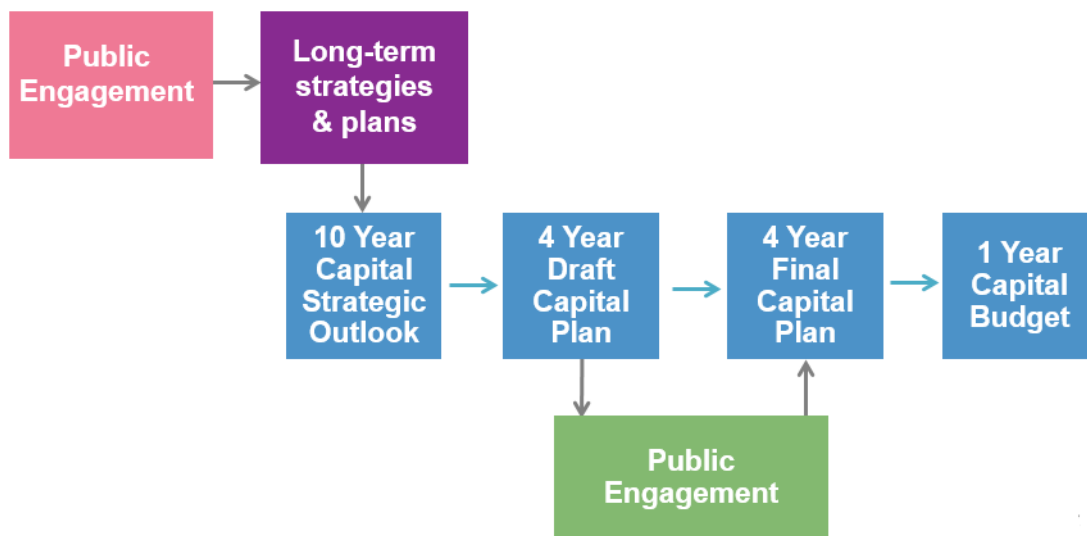 Public
Engagement
Long-term
strategies
& plans
10 Year
Capital
Strategic
Outlook
4 Year
Draft
Capital
Plan
4 Year
Final
Capital
Plan
1 Year
Capital
Budget
Public
Engagement